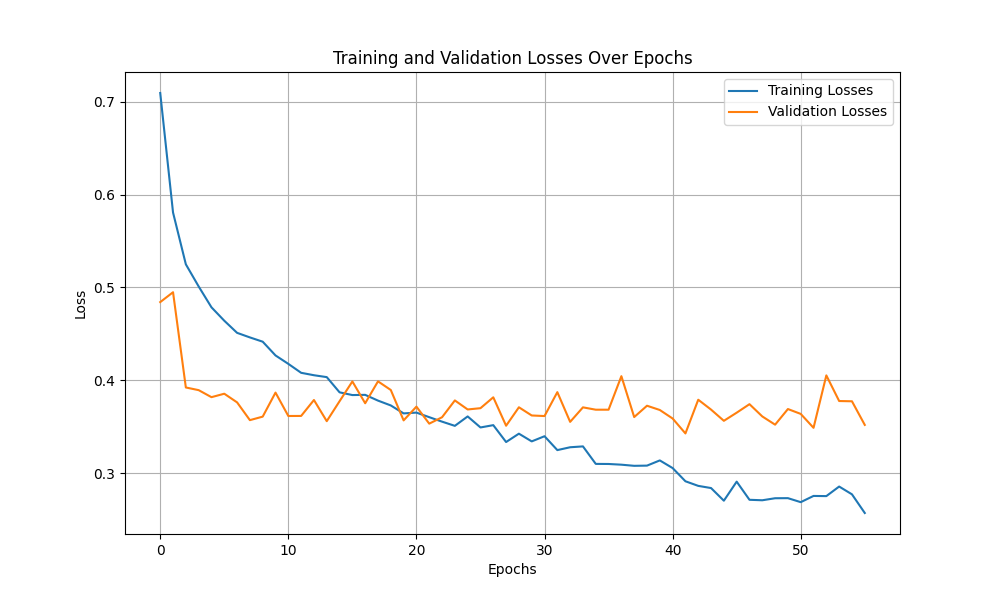 Training and Validation Losses Over Epochs
Training Losses
Validation Losses
Loss
0.7
0.6
0.5
0.4
0.3
0 10 20 30 40 50
Epochs